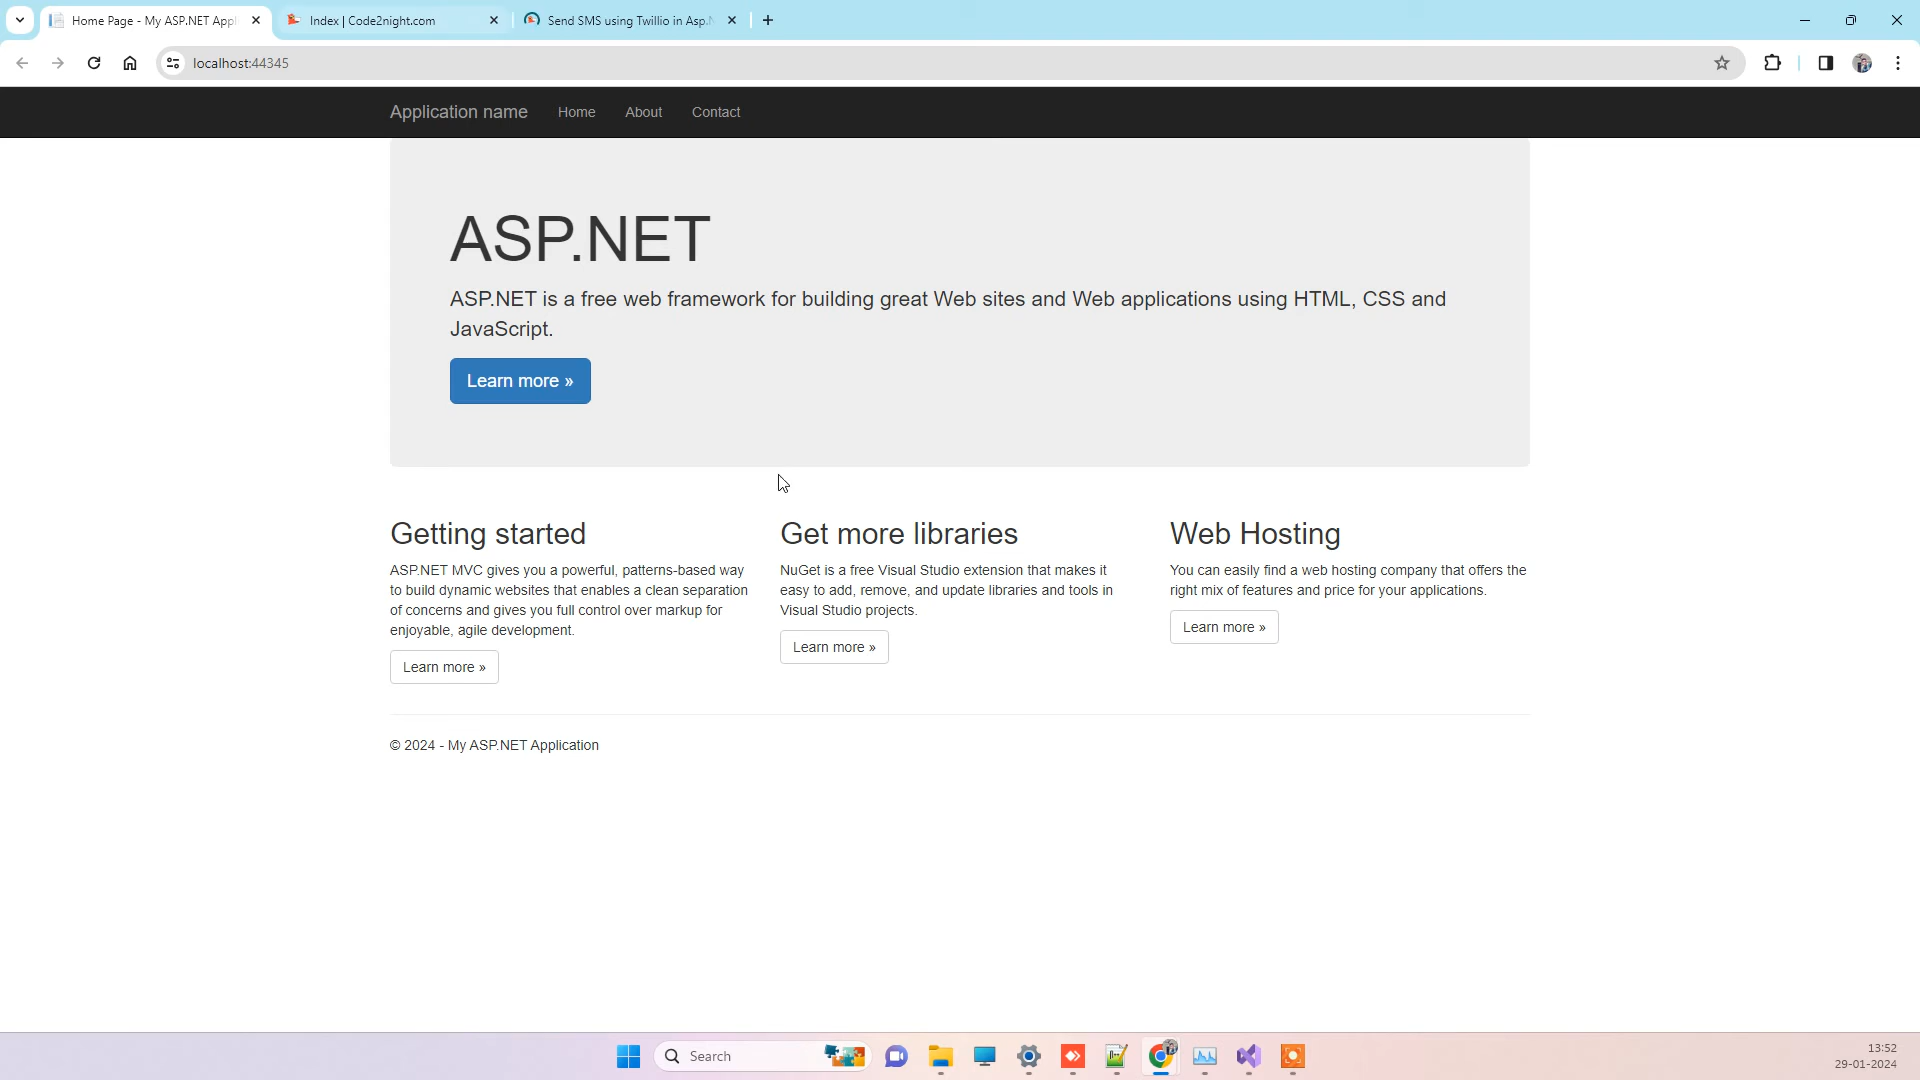 Home Page - My ASP.NET Appl
Index | Code2night.com
Send SMS using Twillio in Asp.N
localhost:44345
Application name
Home
About
Contact
ASP.NET
ASP.NET is a free web framework for building great Web sites and Web applications using HTML, CSS and
JavaScript.
Learn more »
Getting started
ASP.NET MVC gives you a powerful, patterns-based way
to build dynamic websites that enables a clean separation
of concerns and gives you full control over markup for
enjoyable, agile development.
Learn more »
Get more libraries
NuGet is a free Visual Studio extension that makes it
easy to add, remove, and update libraries and tools in
Visual Studio projects.
Learn more »
Web Hosting
You can easily find a web hosting company that offers the
right mix of features and price for your applications.
Learn more »
© 2024 - My ASP.NET Application
Search
13:52
29-01-2024